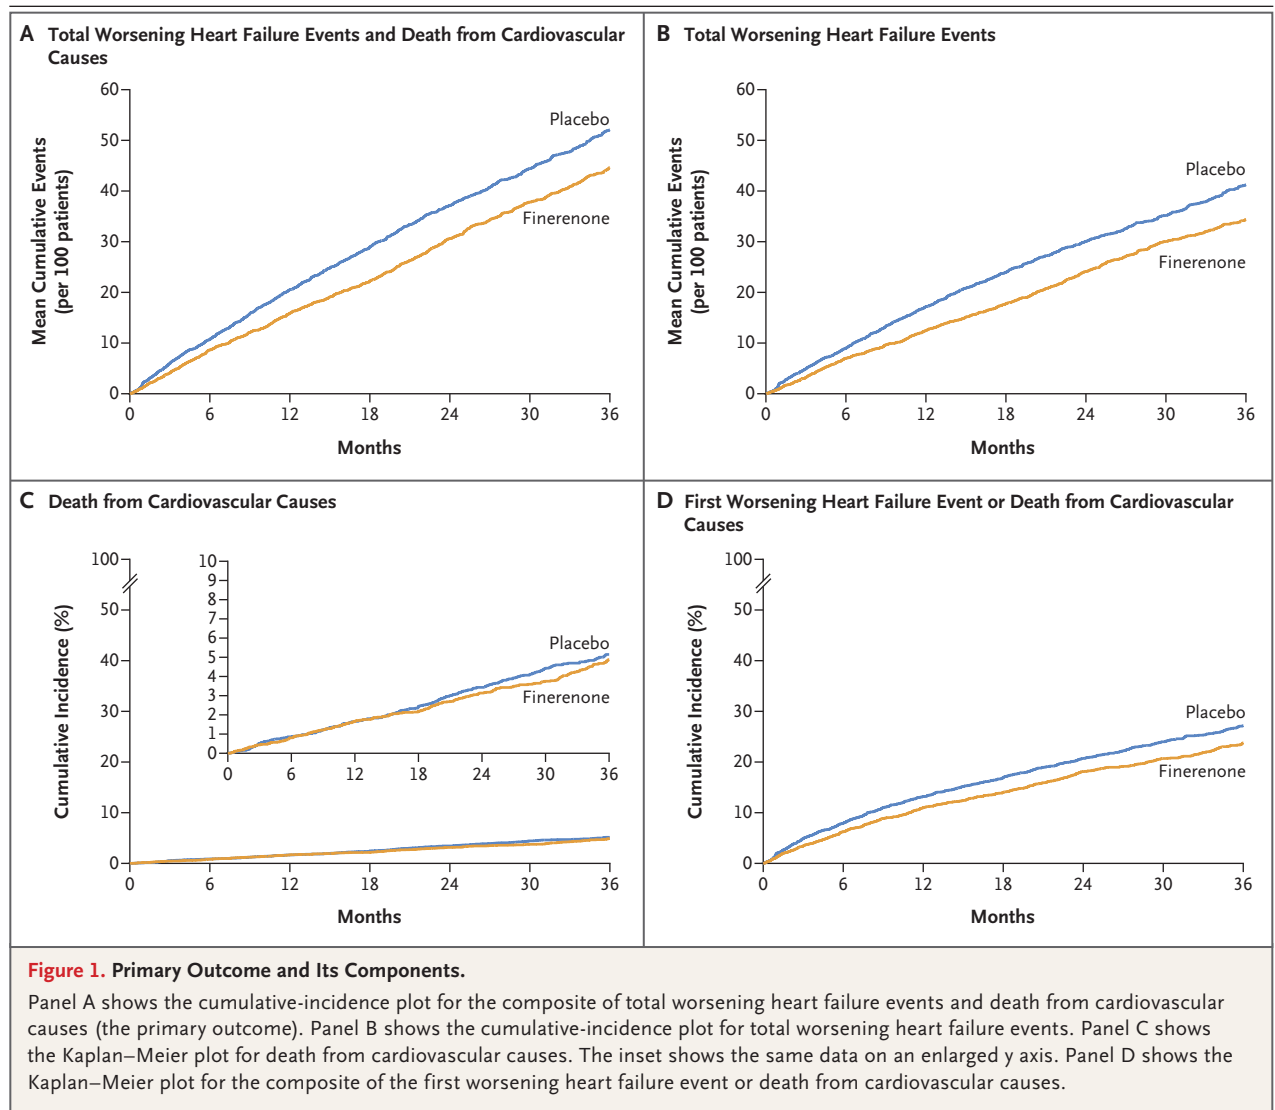 A Total Worsening Heart Failure Events and Death from Cardiovascular
Causes
Mean Cumulative Events
(per 100 patients)
60
50
40
30
20
10
0
Placebo
Finerenone
0 6 12 18 24 30 36
Months
B Total Worsening Heart Failure Events
Mean Cumulative Events
(per 100 patients)
60
50
40
30
20
10
0
Placebo
Finerenone
0 6 12 18 24 30 36
Months
C Death from Cardiovascular Causes
Cumulative Incidence (%)
100
50
40
30
20
10
0
10
9
8
7
6
5
4
3
2
1
0
Placebo
Finerenone
0 6 12 18 24 30 36
0 6 12 18 24 30 36
Months
D First Worsening Heart Failure Event or Death from Cardiovascular
Causes
Cumulative Incidence (%)
100
50
40
30
20
10
0
Placebo
Finerenone
0 6 12 18 24 30 36
Months
Figure 1. Primary Outcome and Its Components.
Panel A shows the cumulative-incidence plot for the composite of total worsening heart failure events and death from cardiovascular
causes (the primary outcome). Panel B shows the cumulative-incidence plot for total worsening heart failure events. Panel C shows
the Kaplan–Meier plot for death from cardiovascular causes. The inset shows the same data on an enlarged y axis. Panel D shows the
Kaplan–Meier plot for the composite of the first worsening heart failure event or death from cardiovascular causes.